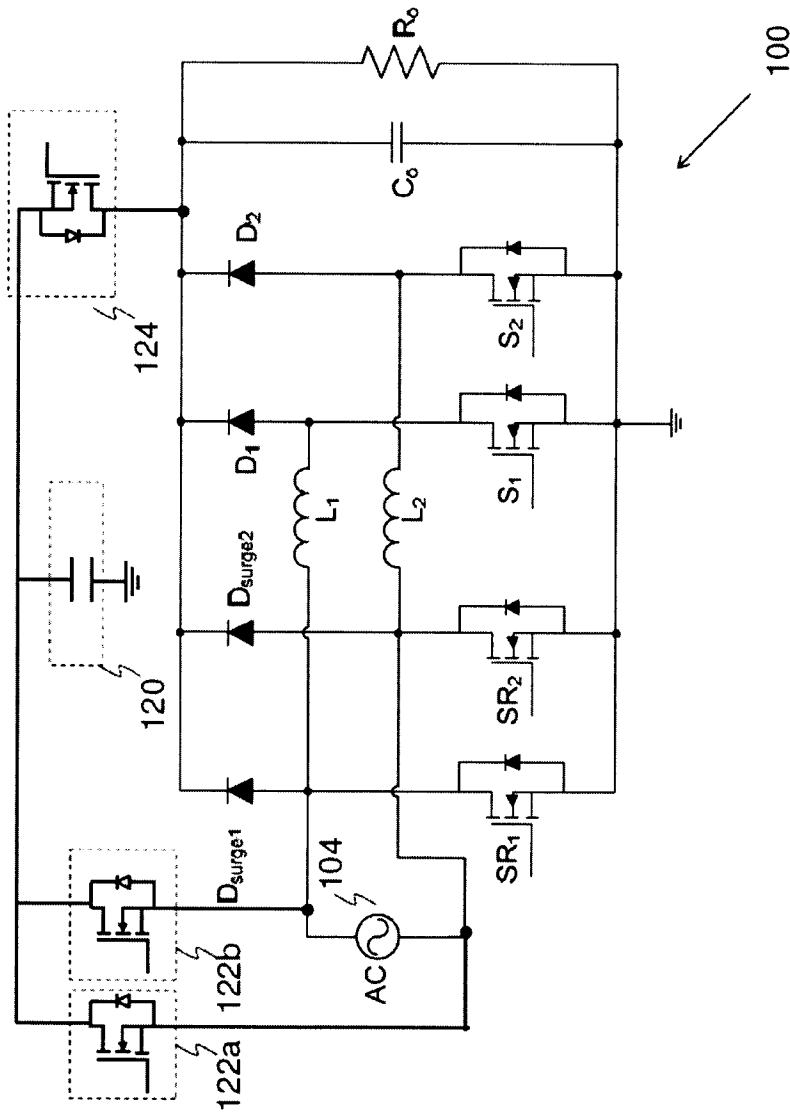 122a
122b
120
124
104
AC
Dsurge1
Dsurge2
D1
D2
L1
L2
Co
Ro
SR1
SR2
S1
S2
100